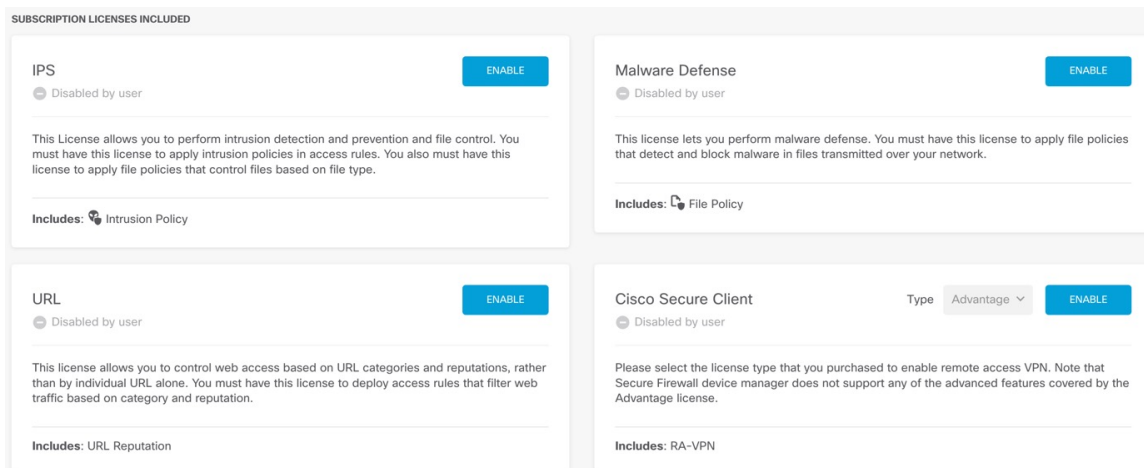 SUBSCRIPTION LICENSES INCLUDED
IPS
ENABLE
Disabled by user
This License allows you to perform intrusion detection and prevention and file control. You
must have this license to apply intrusion policies in access rules. You also must have this
license to apply file policies that control files based on file type.
Includes: Intrusion Policy
Malware Defense
ENABLE
Disabled by user
This license lets you perform malware defense. You must have this license to apply file policies
that detect and block malware in files transmitted over your network.
Includes: File Policy
URL
ENABLE
Disabled by user
This license allows you to control web access based on URL categories and reputations, rather
than by individual URL alone. You must have this license to deploy access rules that filter web
traffic based on category and reputation.
Includes: URL Reputation
Cisco Secure Client
Type
Advantage
ENABLE
Disabled by user
Please select the license type that you purchased to enable remote access VPN. Note that
Secure Firewall device manager does not support any of the advanced features covered by the
Advantage license.
Includes: RA-VPN